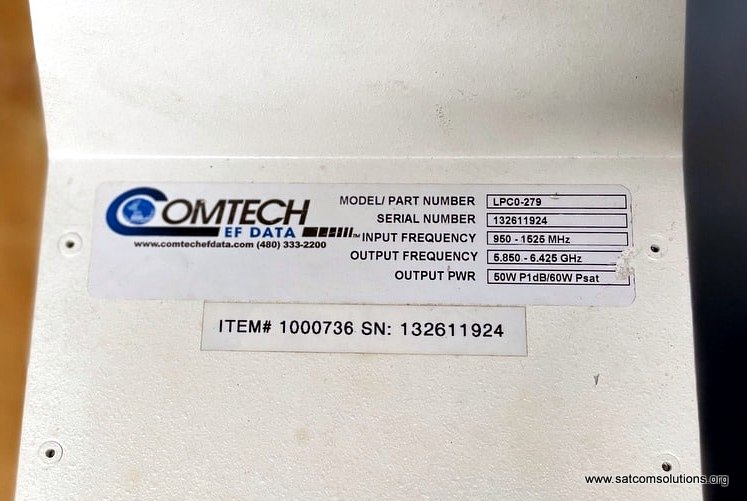 COMTECH
EF DATA
TM
www.comtechefdata.com (480) 333-2200
MODEL/ PART NUMBER LPC0-279
SERIAL NUMBER 132611924
INPUT FREQUENCY 950 - 1525 MHz
OUTPUT FREQUENCY 5.850 - 6.425 GHz
OUTPUT PWR 50W P1dB/60W Psat
ITEM# 1000736 SN: 132611924
www.satcomsolutions.org